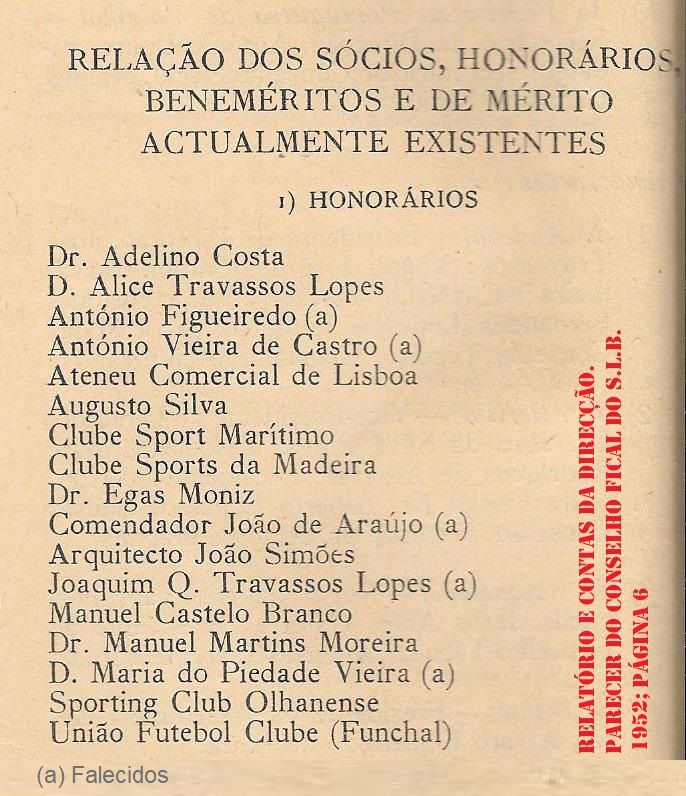 RELAÇÃO DOS SÓCIOS, HONORÁRIOS,
BENEMÉRITOS E DE MÉRITO
ACTUALMENTE EXISTENTES
1) HONORÁRIOS
Dr. Adelino Costa
D. Alice Travassos Lopes
António Figueiredo (a)
António Vieira de Castro (a)
Ateneu Comercial de Lisboa
Augusto Silva
Clube Sport Marítimo
Clube Sports da Madeira
Dr. Egas Moniz
Comendador João de Araújo (a)
Arquitecto João Simões
Joaquim Q. Travassos Lopes (a)
Manuel Castelo Branco
Dr. Manuel Martins Moreira
D. Maria do Piedade Vieira (a)
Sporting Club Olhanense
União Futebol Clube (Funchal)
(a) Falecidos
RELATÓRIO E CONTAS DA DIRECÇÃO.
PARECER DO CONSELHO FICAL DO S.L.B.
1952; PÁGINA 6